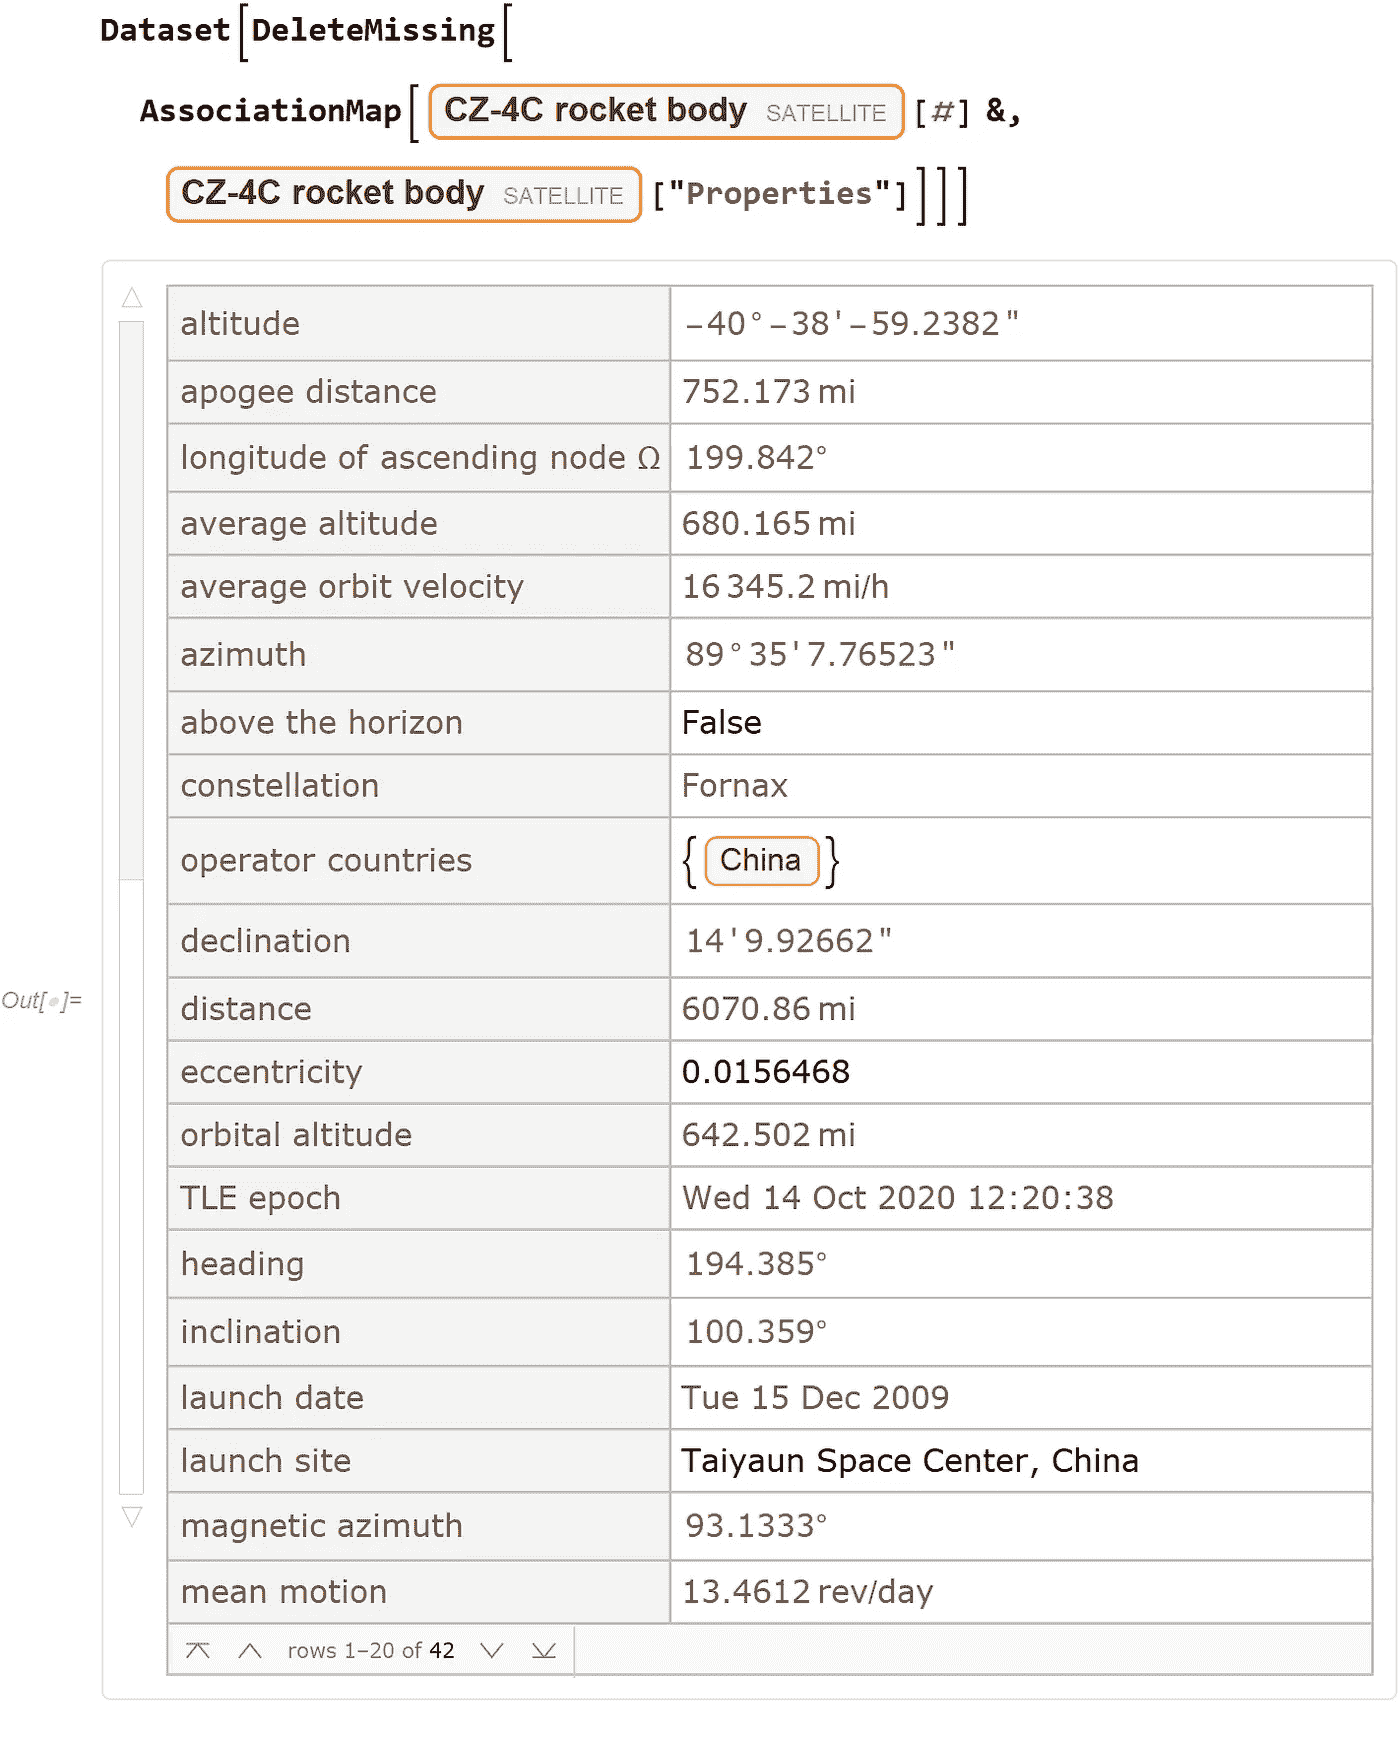 Dataset[DeleteMissing[
AssociationMap[CZ-4C rocket body SATELLITE [#] &,
CZ-4C rocket body SATELLITE ["Properties"]]]]
altitude −40° −38' −59.2382"
apogee distance 752.173 mi
longitude of ascending node Ω 199.842°
average altitude 680.165 mi
average orbit velocity 16 345.2 mi/h
azimuth 89° 35' 7.76523"
above the horizon False
constellation Fornax
operator countries {China}
declination 14' 9.92662"
Out[•]= distance 6070.86 mi
eccentricity 0.0156468
orbital altitude 642.502 mi
TLE epoch Wed 14 Oct 2020 12:20:38
heading 194.385°
inclination 100.359°
launch date Tue 15 Dec 2009
launch site Taiyaun Space Center, China
magnetic azimuth 93.1333°
mean motion 13.4612 rev/day
rows 1–20 of 42